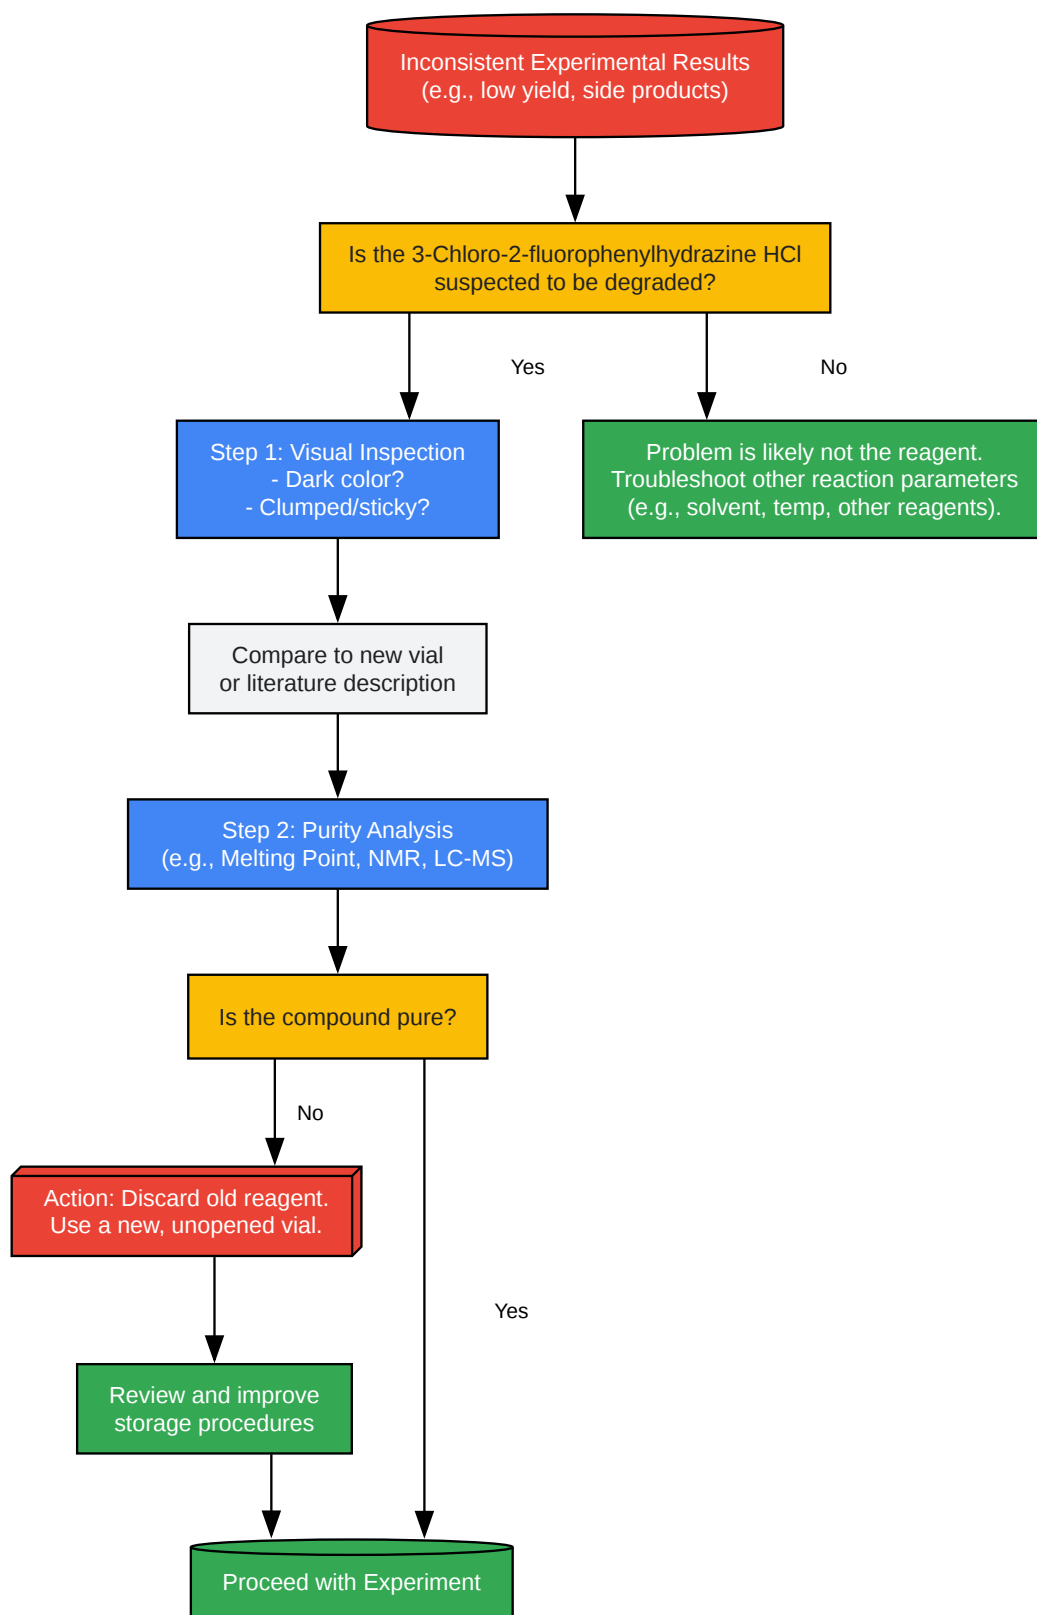 Inconsistent Experimental Results
(e.g., low yield, side products)
Is the 3-Chloro-2-fluorophenylhydrazine HCl
suspected to be degraded?
Yes
No
Step 1: Visual Inspection
- Dark color?
- Clumped/sticky?
Problem is likely not the reagent.
Troubleshoot other reaction parameters
(e.g., solvent, temp, other reagents).
Compare to new vial
or literature description
Step 2: Purity Analysis
(e.g., Melting Point, NMR, LC-MS)
Is the compound pure?
No
Action: Discard old reagent.
Use a new, unopened vial.
Yes
Review and improve
storage procedures
Proceed with Experiment